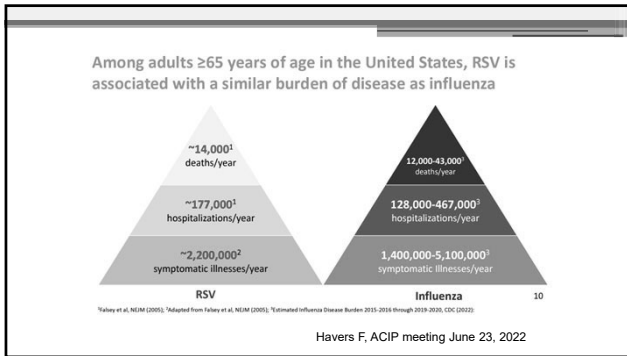 Among adults ≥65 years of age in the United States, RSV is
associated with a similar burden of disease as influenza
~14,000¹
deaths/year
~177,000¹
hospitalizations/year
~2,200,000²
symptomatic illnesses/year
RSV
12,000-43,000³
deaths/year
128,000-467,000³
hospitalizations/year
1,400,000-5,100,000³
symptomatic Illnesses/year
Influenza
10
¹Falsey et al, NEJM (2005); ²Adapted from Falsey et al, NEJM (2005); ³Estimated Influenza Disease Burden 2015-2016 through 2019-2020, CDC (2022):
Havers F, ACIP meeting June 23, 2022